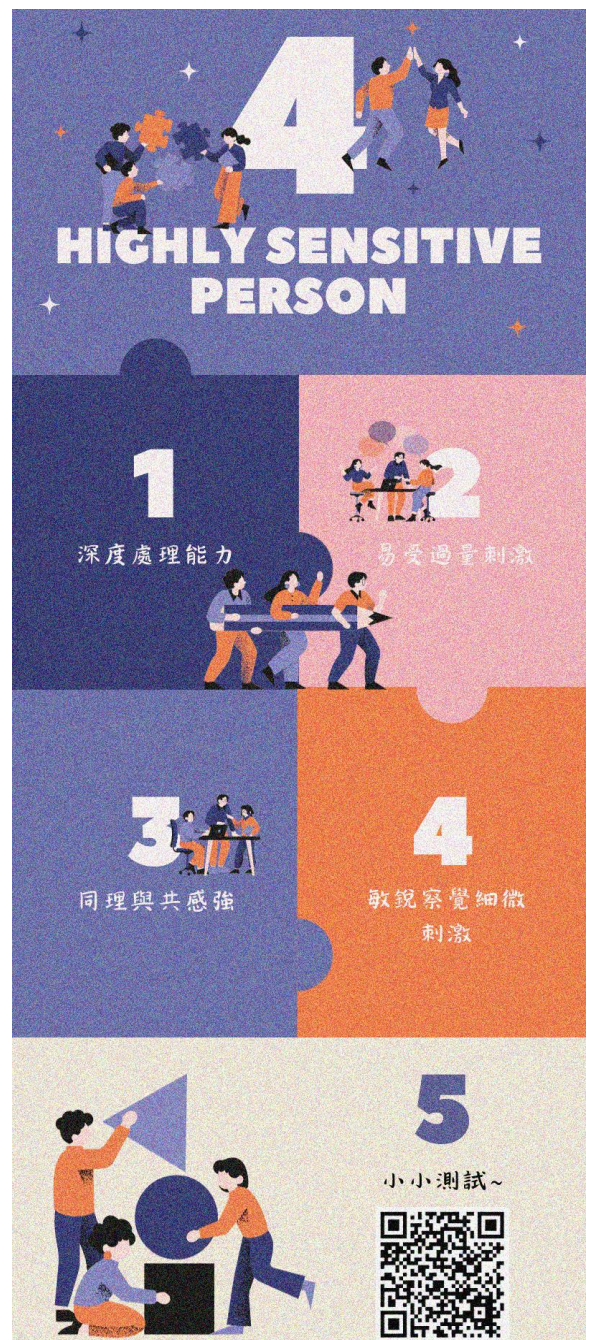 4
HIGHLY SENSITIVE
PERSON
1
深度處理能力
2
易受過量刺激
3
同理與共感強
4
敏銳察覺細微
刺激
5
小小測試~